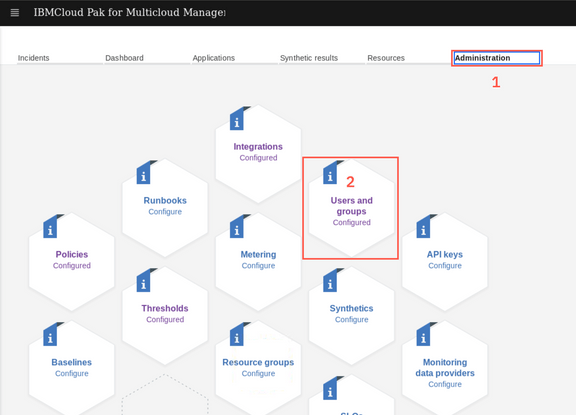 IBMCloud Pak for Multicloud Manage
Incidents Dashboard Applications Synthetic results Resources Administration
1
Integrations
Configured
2
Runbooks
Configure
Users and
groups
Configured
Policies
Configured
Metering
Configure
API keys
Configure
Thresholds
Configured
Synthetics
Configure
Baselines
Configure
Resource groups
Configure
Monitoring
data providers
Configure